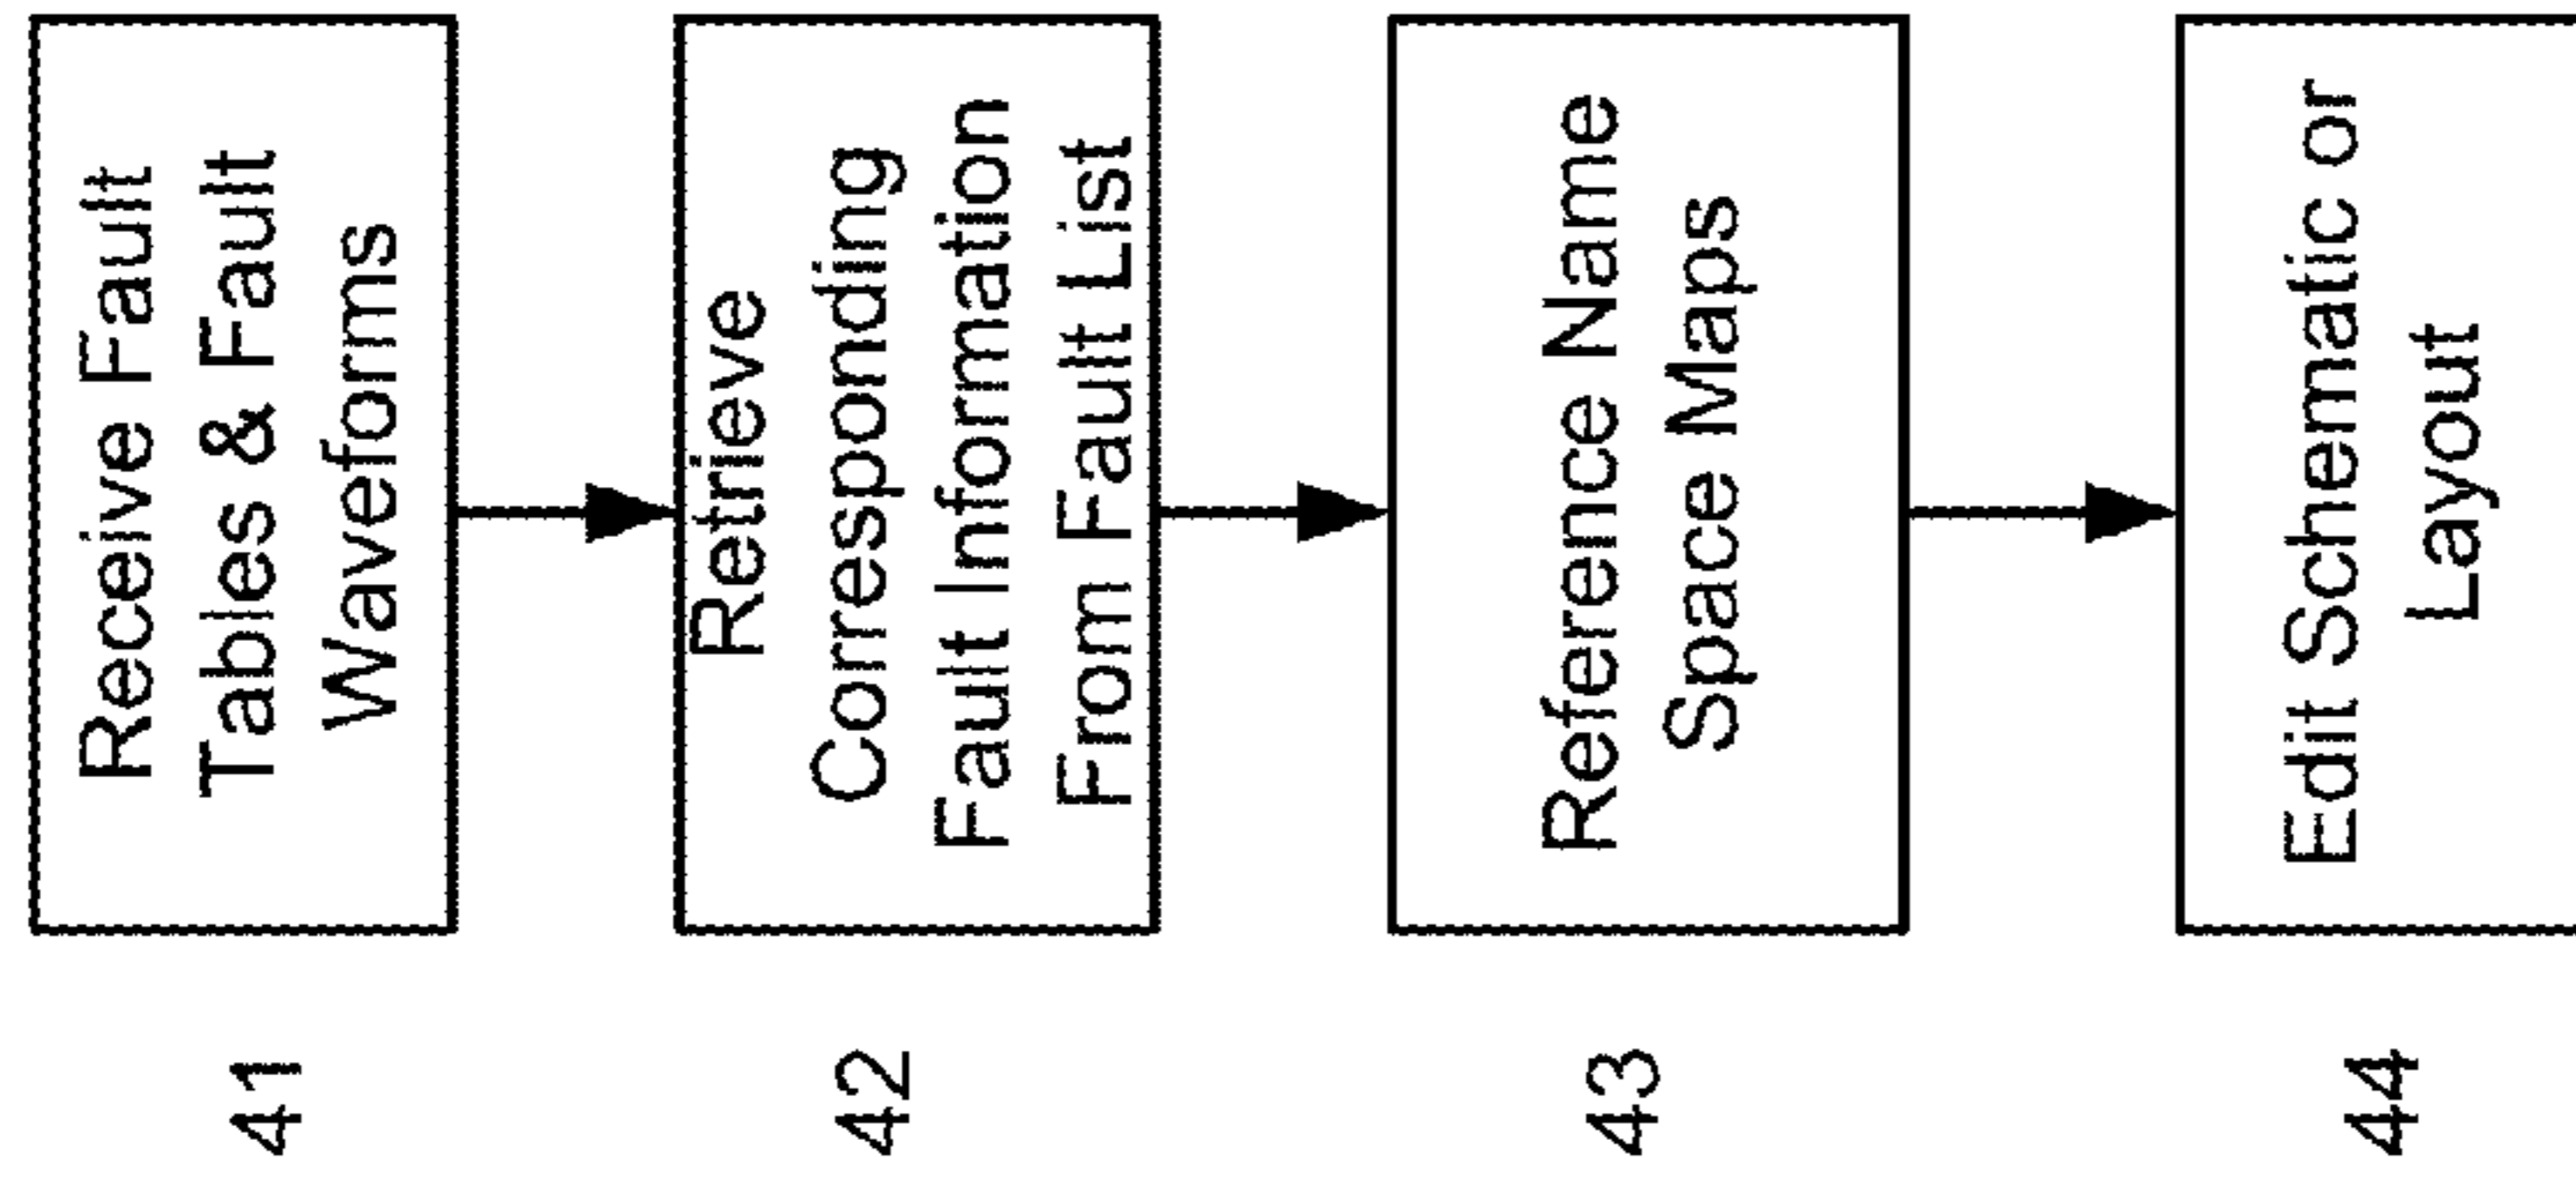 41
Receive Fault
Tables & Fault
Waveforms
42
Retrieve
Corresponding
Fault Information
From Fault List
43
Reference Name
Space Maps
44
Edit Schematic or
Layout